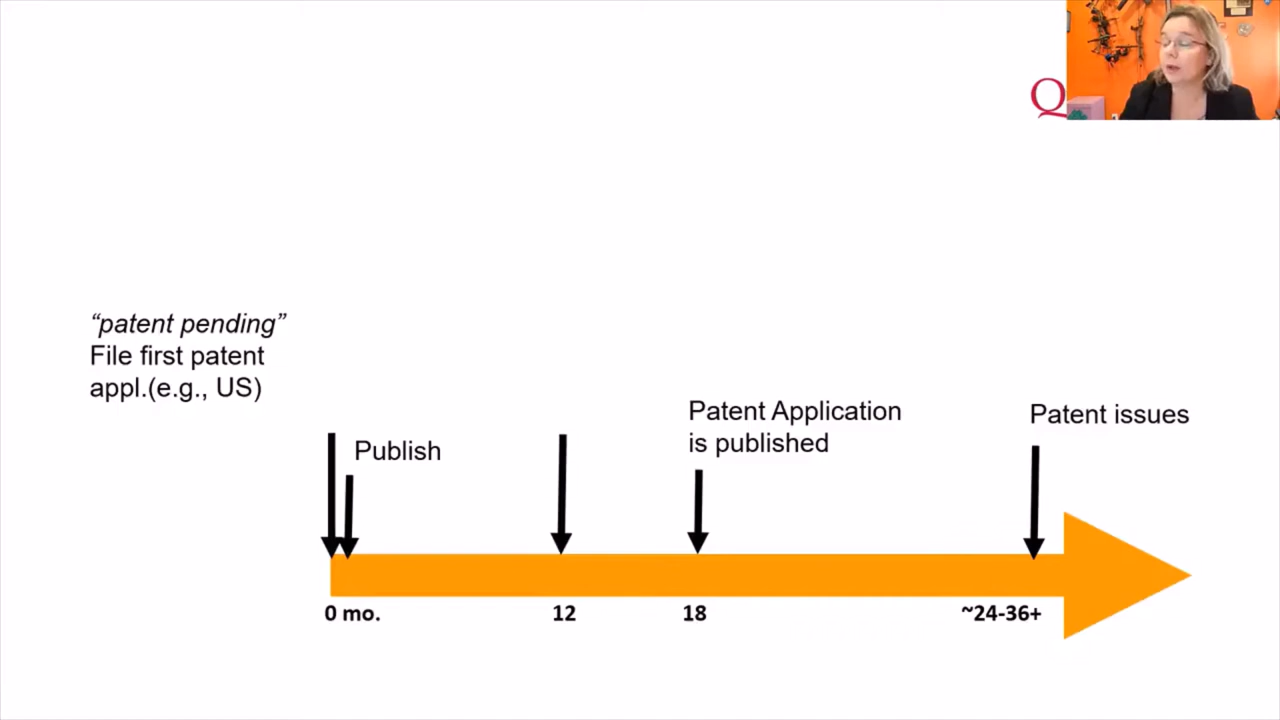 Q
“patent pending”
File first patent
appl.(e.g., US)
Publish
Patent Application
is published
Patent issues
0 mo.
12
18
~24-36+